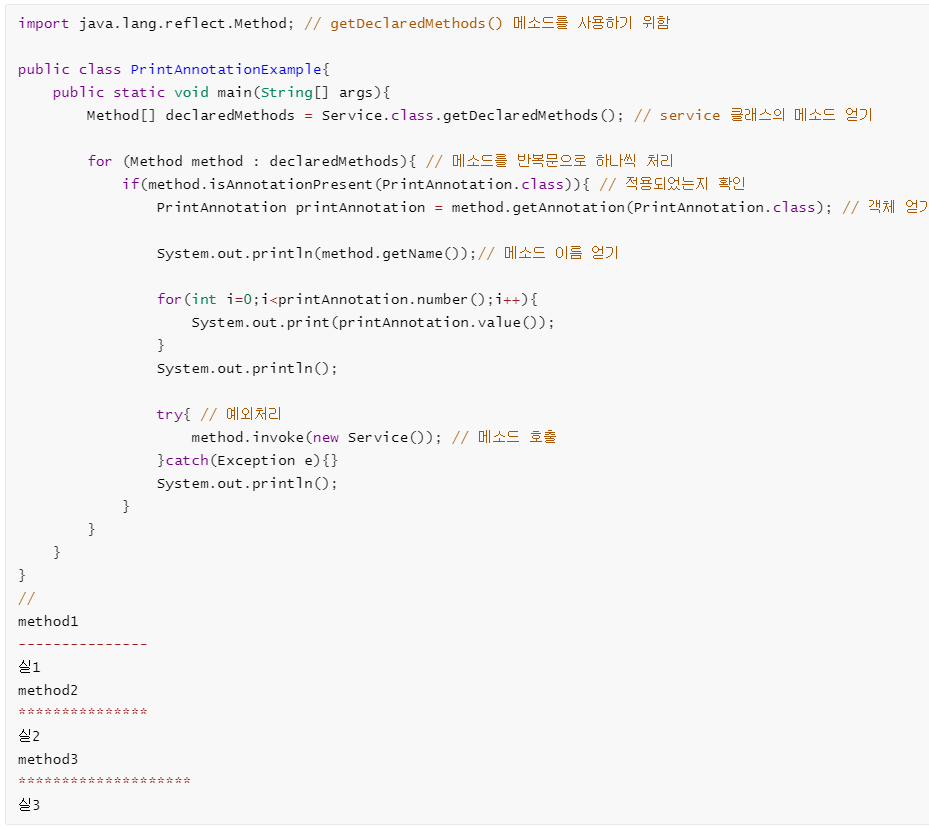 import java.lang.reflect.Method; // getDeclaredMethods() 메소드를 사용하기 위함
public class PrintAnnotationExample{
public static void main(String[] args){
Method[] declaredMethods = Service.class.getDeclaredMethods(); // service 클래스의 메소드 얻기
for (Method method : declaredMethods){ // 메소드를 반복문으로 하나씩 처리
if(method.isAnnotationPresent(PrintAnnotation.class)){ // 적용되었는지 확인
PrintAnnotation printAnnotation = method.getAnnotation(PrintAnnotation.class); // 객체 얻기
System.out.println(method.getName());// 메소드 이름 얻기
for(int i=0;i<printAnnotation.number();i++){
System.out.print(printAnnotation.value());
}
System.out.println();
try{ // 예외처리
method.invoke(new Service()); // 메소드 호출
}catch(Exception e){}
System.out.println();
}
}
}
}
//
method1
---------------
실1
method2
***************
실2
method3
********************
실3